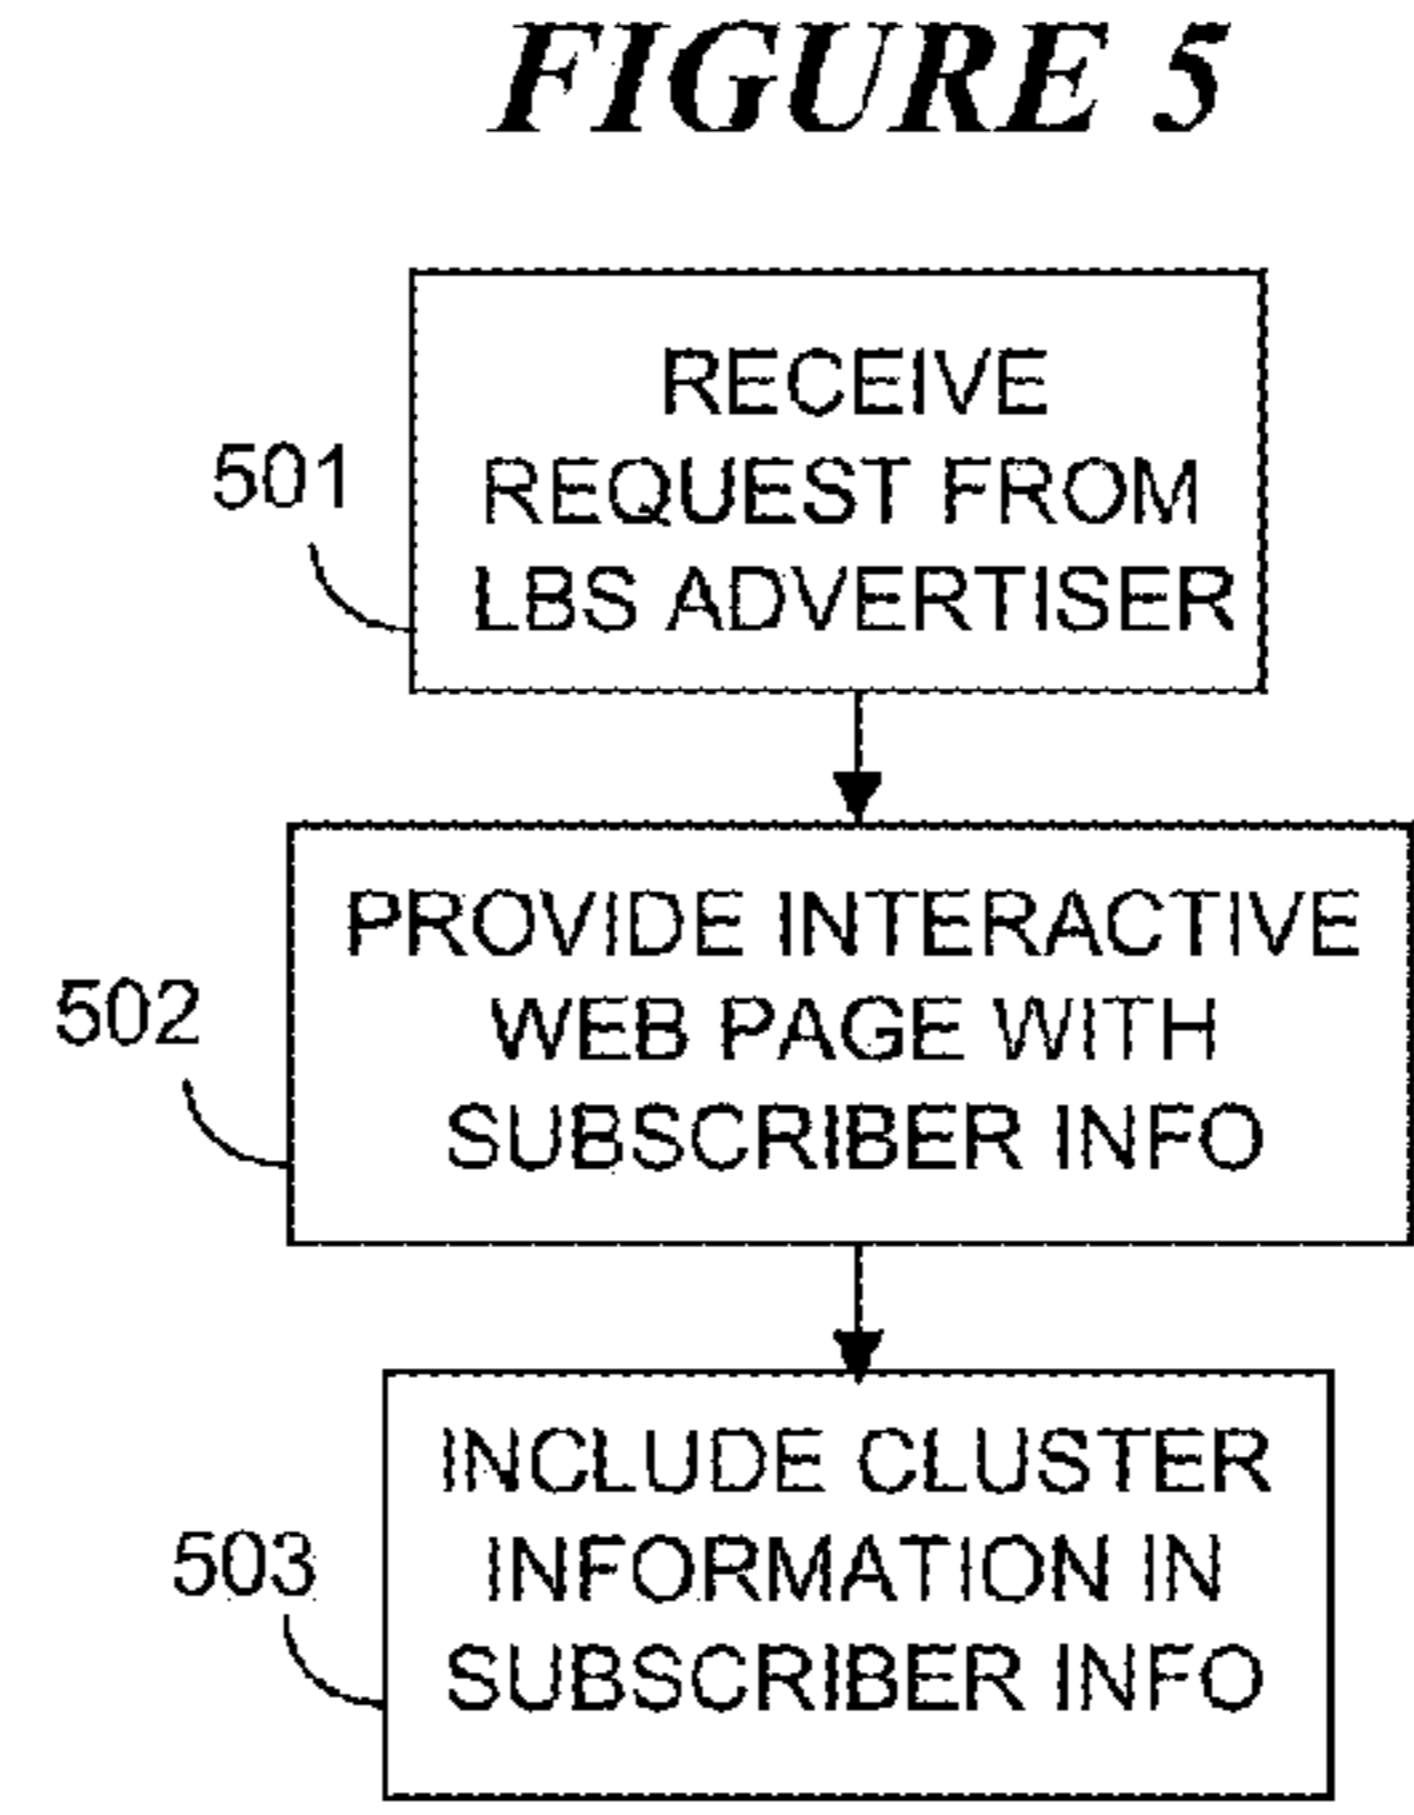 FIGURE 5
RECEIVE
REQUEST FROM
LBS ADVERTISER
501
PROVIDE INTERACTIVE
WEB PAGE WITH
SUBSCRIBER INFO
502
INCLUDE CLUSTER
INFORMATION IN
SUBSCRIBER INFO
503